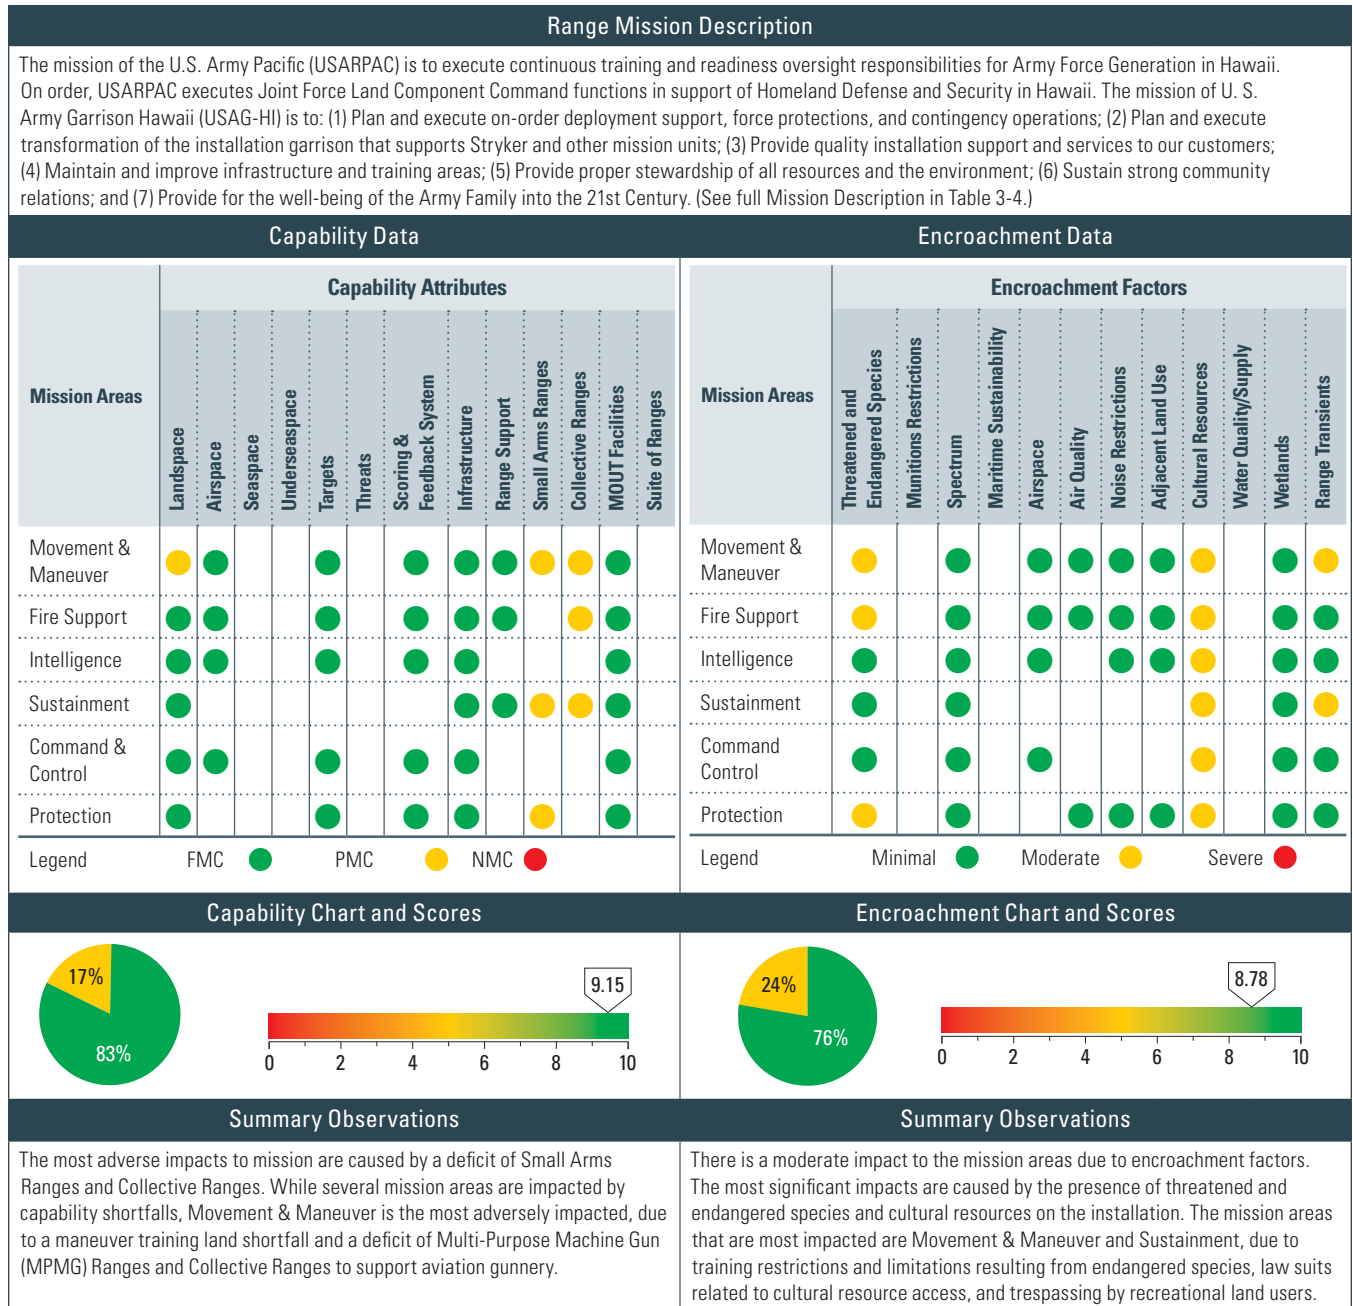 Range Mission Description
The mission of the U.S. Army Pacific (USARPAC) is to execute continuous training and readiness oversight responsibilities for Army Force Generation in Hawaii.
On order, USARPAC executes Joint Force Land Component Command functions in support of Homeland Defense and Security in Hawaii. The mission of U. S.
Army Garrison Hawaii (USAG-HI) is to: (1) Plan and execute on-order deployment support, force protections, and contingency operations; (2) Plan and execute
transformation of the installation garrison that supports Stryker and other mission units; (3) Provide quality installation support and services to our customers;
(4) Maintain and improve infrastructure and training areas; (5) Provide proper stewardship of all resources and the environment; (6) Sustain strong community
relations; and (7) Provide for the well-being of the Army Family into the 21st Century. (See full Mission Description in Table 3-4.)
Capability Data
Mission Areas
Capability Attributes
Landspace
Airspace
Seaspace
Underseaspace
Targets
Threats
Scoring &
Feedback System
Infrastructure
Range Support
Small Arms Ranges
Collective Ranges
MOUT Facilities
Suite of Ranges
Movement &
Maneuver
Fire Support
Intelligence
Sustainment
Command &
Control
Protection
Legend FMC PMC NMC
Encroachment Data
Mission Areas
Encroachment Factors
Threatened and
Endangered Species
Munitions Restrictions
Spectrum
Maritime Sustainability
Airspace
Air Quality
Noise Restrictions
Adjacent Land Use
Cultural Resources
Water Quality/Supply
Wetlands
Range Transients
Movement &
Maneuver
Fire Support
Intelligence
Sustainment
Command
Control
Protection
Legend Minimal Moderate Severe
Capability Chart and Scores
17%
83%
9.15
0 2 4 6 8 10
Encroachment Chart and Scores
24%
76%
8.78
0 2 4 6 8 10
Summary Observations
The most adverse impacts to mission are caused by a deficit of Small Arms
Ranges and Collective Ranges. While several mission areas are impacted by
capability shortfalls, Movement & Maneuver is the most adversely impacted, due
to a maneuver training land shortfall and a deficit of Multi-Purpose Machine Gun
(MPMG) Ranges and Collective Ranges to support aviation gunnery.
Summary Observations
There is a moderate impact to the mission areas due to encroachment factors.
The most significant impacts are caused by the presence of threatened and
endangered species and cultural resources on the installation. The mission areas
that are most impacted are Movement & Maneuver and Sustainment, due to
training restrictions and limitations resulting from endangered species, law suits
related to cultural resource access, and trespassing by recreational land users.